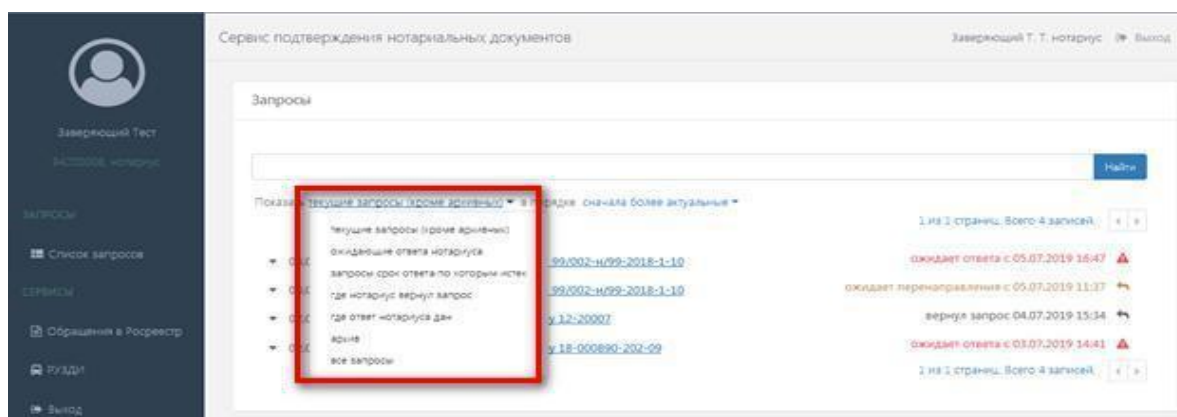 Сервис подтверждения нотариальных документов
Заверяющий Т. Т. нотариус Выход
Запросы
Заверяющий Тест
нотариус
Найти
Показать текущие запросы (кроме архивных) в порядке сначала более актуальные
ЗАПРОСЫ
1 из 1 страниц. Всего 4 записей.
текущие запросы (кроме архивных)
ожидающие ответа нотариуса
Список запросов
99/002-н/99-2018-1-10
ожидает ответа с 05.07.2019 16:47
запросы срок ответа по которым истек
СЕРВИСЫ
где нотариус вернул запрос
99/002-н/99-2018-1-10
ожидает перенаправления с 05.07.2019 11:37
где ответ нотариуса дан
у 12-20007
вернул запрос 04.07.2019 15:34
Обращения в Росреестр
архив
у 18-000890-202-09
ожидает ответа с 03.07.2019 14:41
все запросы
1 из 1 страниц. Всего 4 записей.
РУЗДИ
Выход